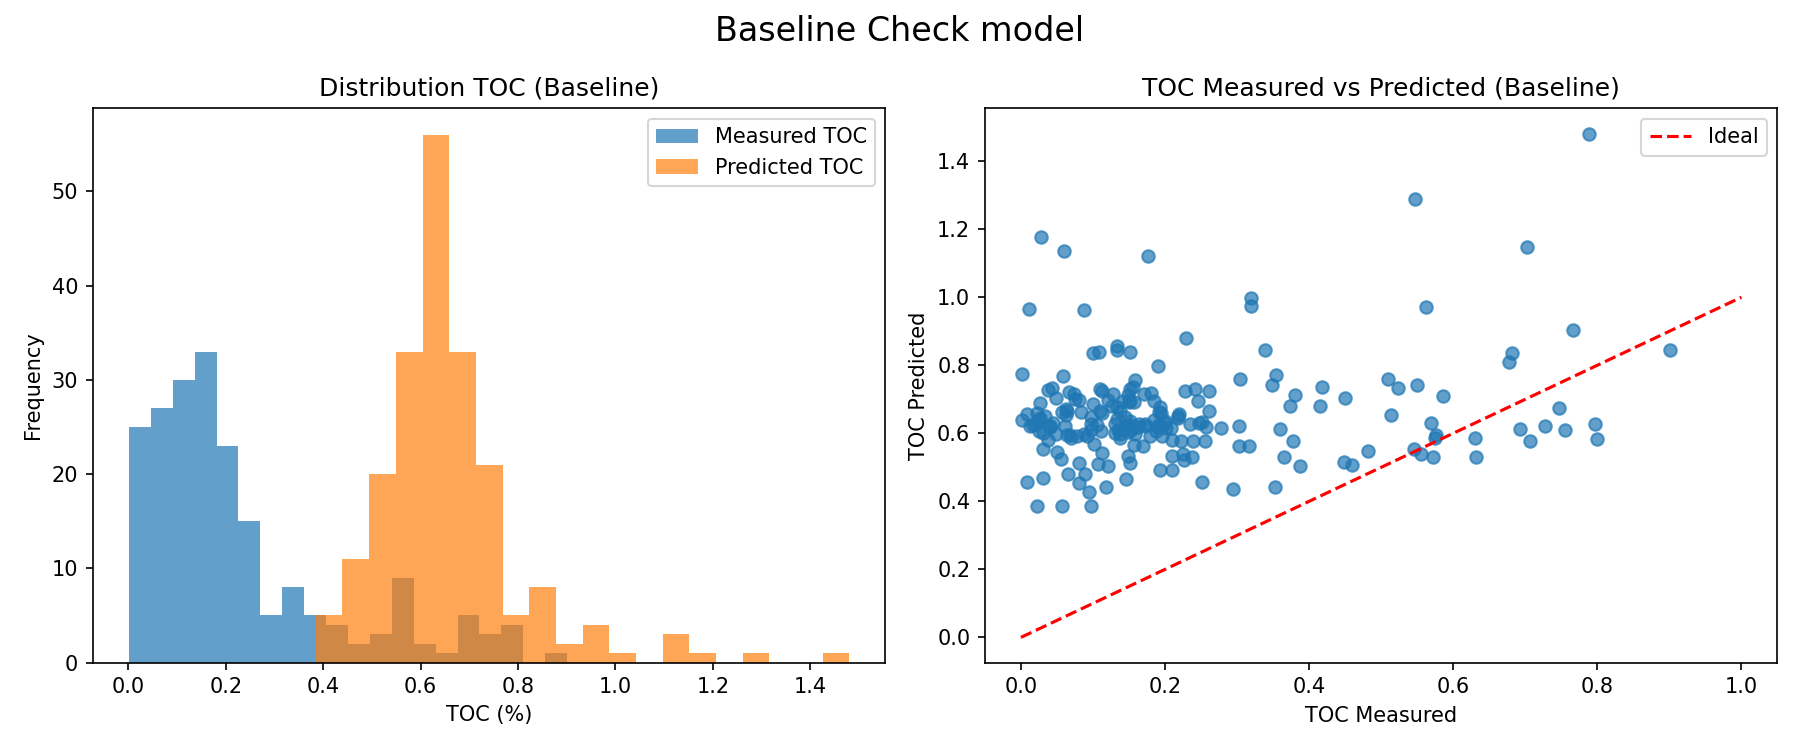 Baseline Check model
Distribution TOC (Baseline)
Measured TOC
Predicted TOC
Frequency
50
40
30
20
10
0
0.0 0.2 0.4 0.6 0.8 1.0 1.2 1.4
TOC (%)
TOC Measured vs Predicted (Baseline)
Ideal
TOC Predicted
1.4
1.2
1.0
0.8
0.6
0.4
0.2
0.0
0.0 0.2 0.4 0.6 0.8 1.0
TOC Measured